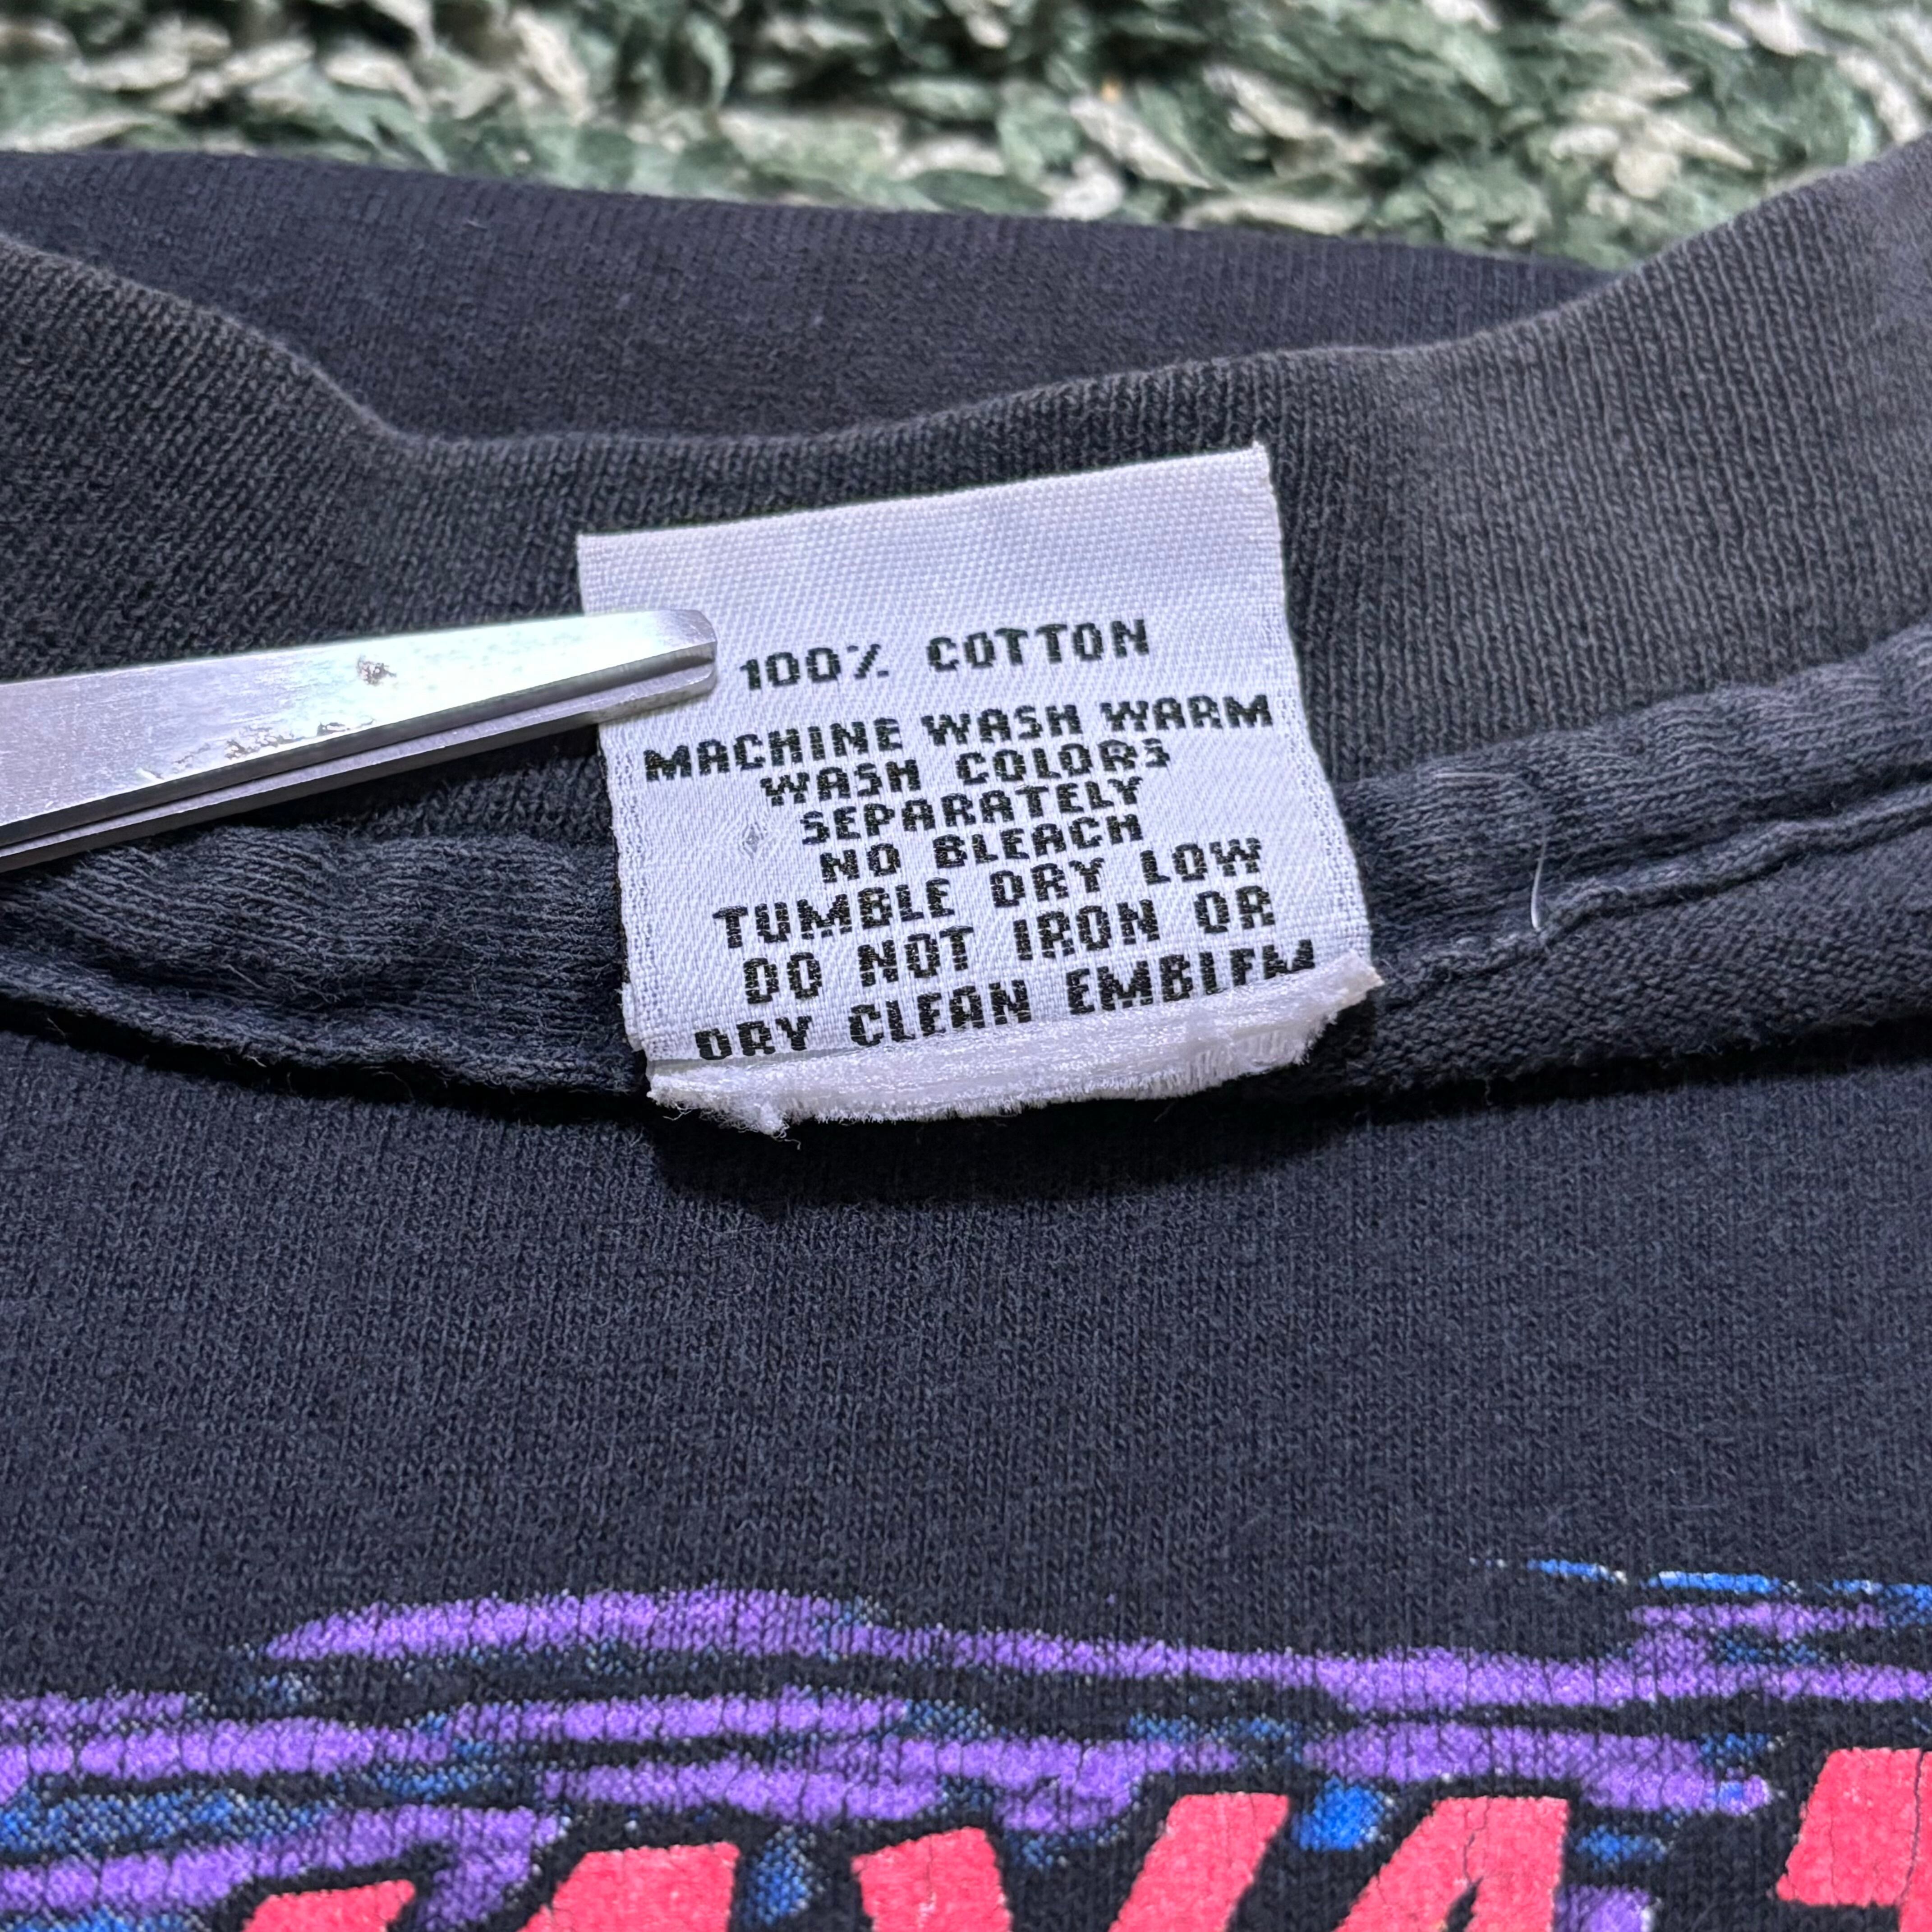 100% COTTON
MACHINE WASH WARM
WASH COLORS
SEPARATELY
NO BLEACH
TUMBLE DRY LOW
DO NOT IRON OR
DRY CLEAN EMBLEM